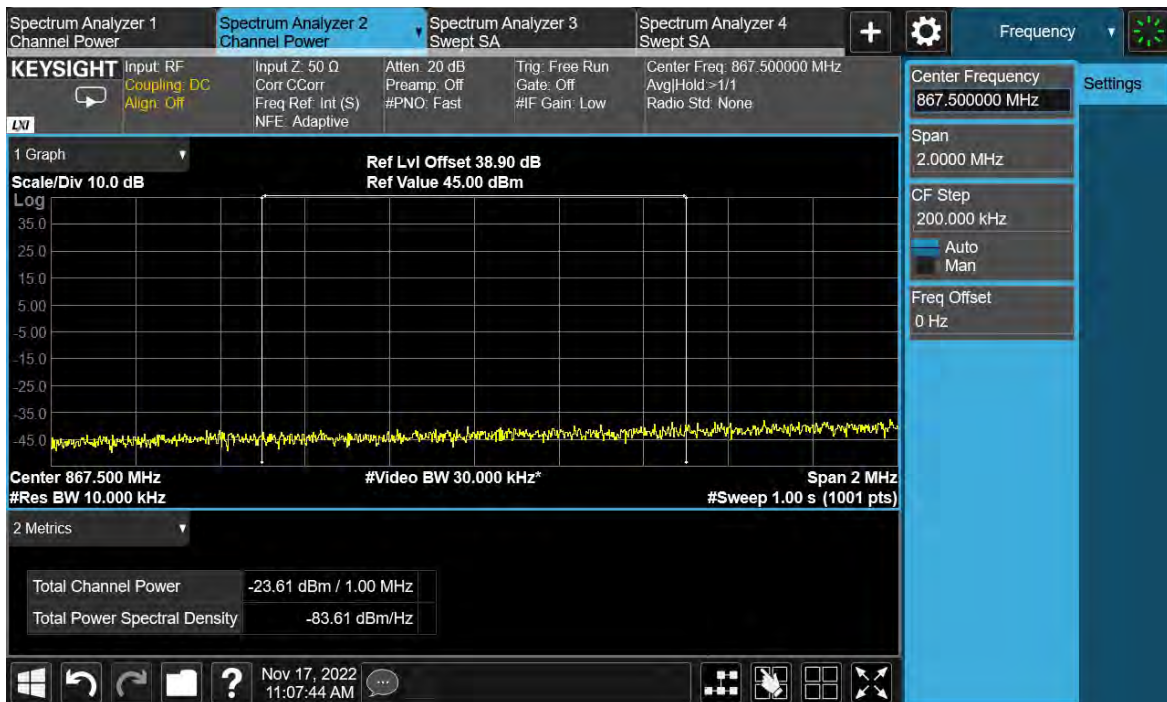 Spectrum Analyzer 1
Channel Power
Spectrum Analyzer 2
Channel Power
Spectrum Analyzer 3
Swept SA
Spectrum Analyzer 4
Swept SA
+
Frequency
KEYSIGHT
LXI
Input: RF
Coupling: DC
Align: Off
Input Z: 50 Ω
Corr CCorr
Freq Ref: Int (S)
NFE: Adaptive
Atten: 20 dB
Preamp: Off
#PNO: Fast
Trig: Free Run
Gate: Off
#IF Gain: Low
Center Freq: 867.500000 MHz
Avg|Hold >1/1
Radio Std: None
Center Frequency
867.500000 MHz
Settings
Span
2.0000 MHz
CF Step
200.000 kHz
Auto
Man
Freq Offset
0 Hz
1 Graph
Scale/Div 10.0 dB
Ref Lvl Offset 38.90 dB
Ref Value 45.00 dBm
Log
35.0
25.0
15.0
5.00
-5.00
-15.0
-25.0
-35.0
-45.0
Center 867.500 MHz
#Video BW 30.000 kHz*
Span 2 MHz
#Res BW 10.000 kHz
#Sweep 1.00 s (1001 pts)
2 Metrics
Total Channel Power -23.61 dBm / 1.00 MHz
Total Power Spectral Density -83.61 dBm/Hz
?
Nov 17, 2022
11:07:44 AM